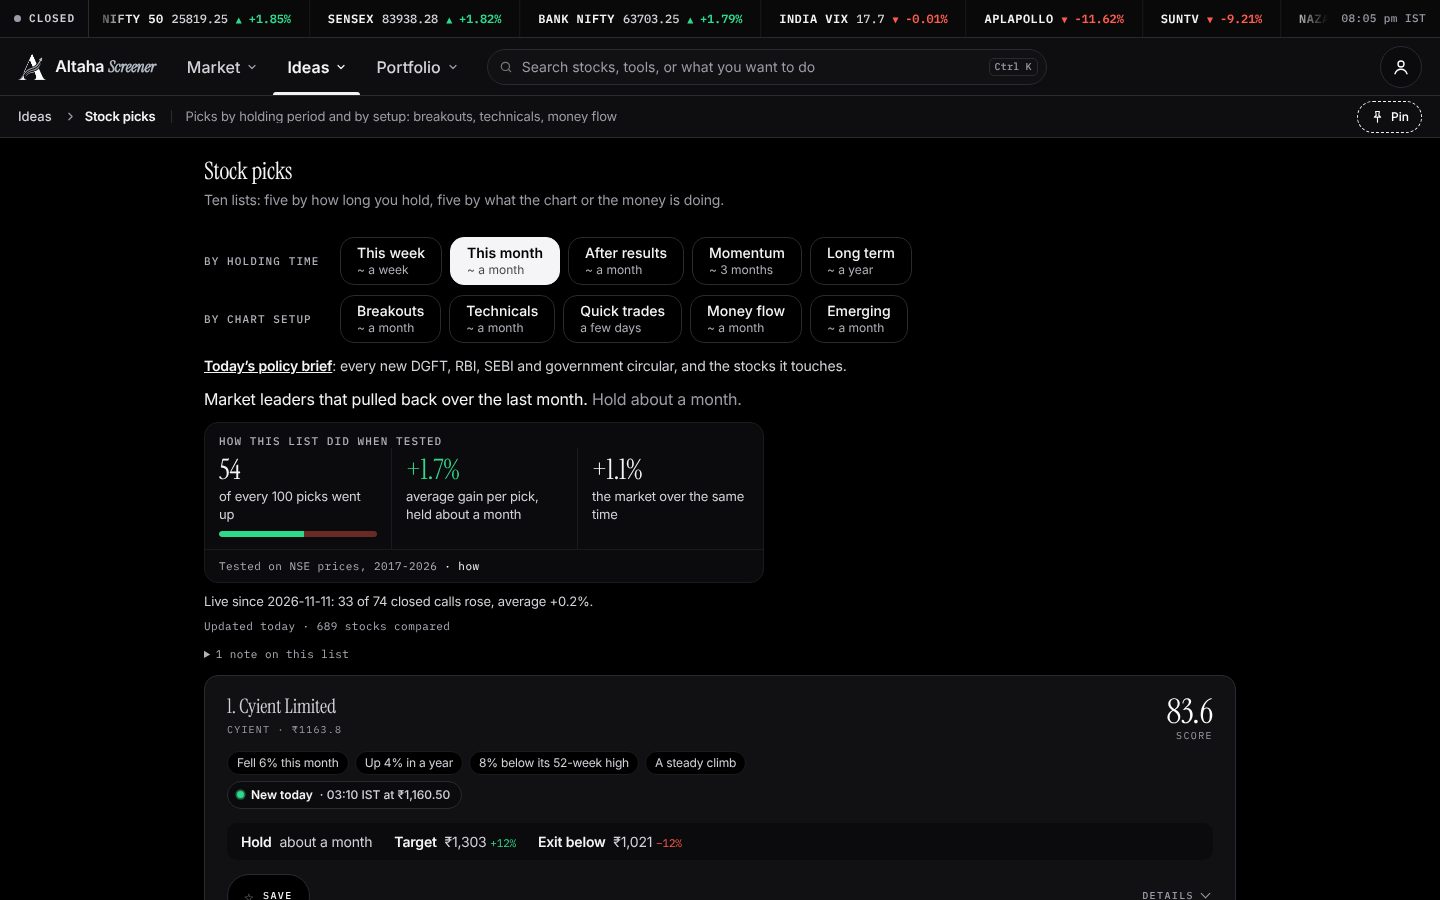 CLOSED NIFTY 50 25819.25 ▲ +1.85% SENSEX 83938.28 ▲ +1.82% BANK NIFTY 63703.25 ▲ +1.79% INDIA VIX 17.7 ▼ -0.01% APLAPOLLO ▼ -11.62% SUNTV ▼ -9.21% NAZA 08:05 pm IST
Altaha Screener Market Ideas Portfolio Search stocks, tools, or what you want to do Ctrl K
Ideas > Stock picks Picks by holding period and by setup: breakouts, technicals, money flow Pin
Stock picks
Ten lists: five by how long you hold, five by what the chart or the money is doing.
BY HOLDING TIME
This week
~ a week
This month
~ a month
After results
~ a month
Momentum
~ 3 months
Long term
~ a year
BY CHART SETUP
Breakouts
~ a month
Technicals
~ a month
Quick trades
a few days
Money flow
~ a month
Emerging
~ a month
Today's policy brief: every new DGFT, RBI, SEBI and government circular, and the stocks it touches.
Market leaders that pulled back over the last month. Hold about a month.
HOW THIS LIST DID WHEN TESTED
54
of every 100 picks went
up
+1.7%
average gain per pick,
held about a month
+1.1%
the market over the same
time
Tested on NSE prices, 2017-2026 · how
Live since 2026-11-11: 33 of 74 closed calls rose, average +0.2%.
Updated today · 689 stocks compared
▶ 1 note on this list
1. Cyient Limited
CYIENT · ₹1163.8
83.6
SCORE
Fell 6% this month Up 4% in a year 8% below its 52-week high A steady climb
New today · 03:10 IST at ₹1,160.50
Hold about a month Target ₹1,303 +12% Exit below ₹1,021 −12%
☆ SAVE DETAILS